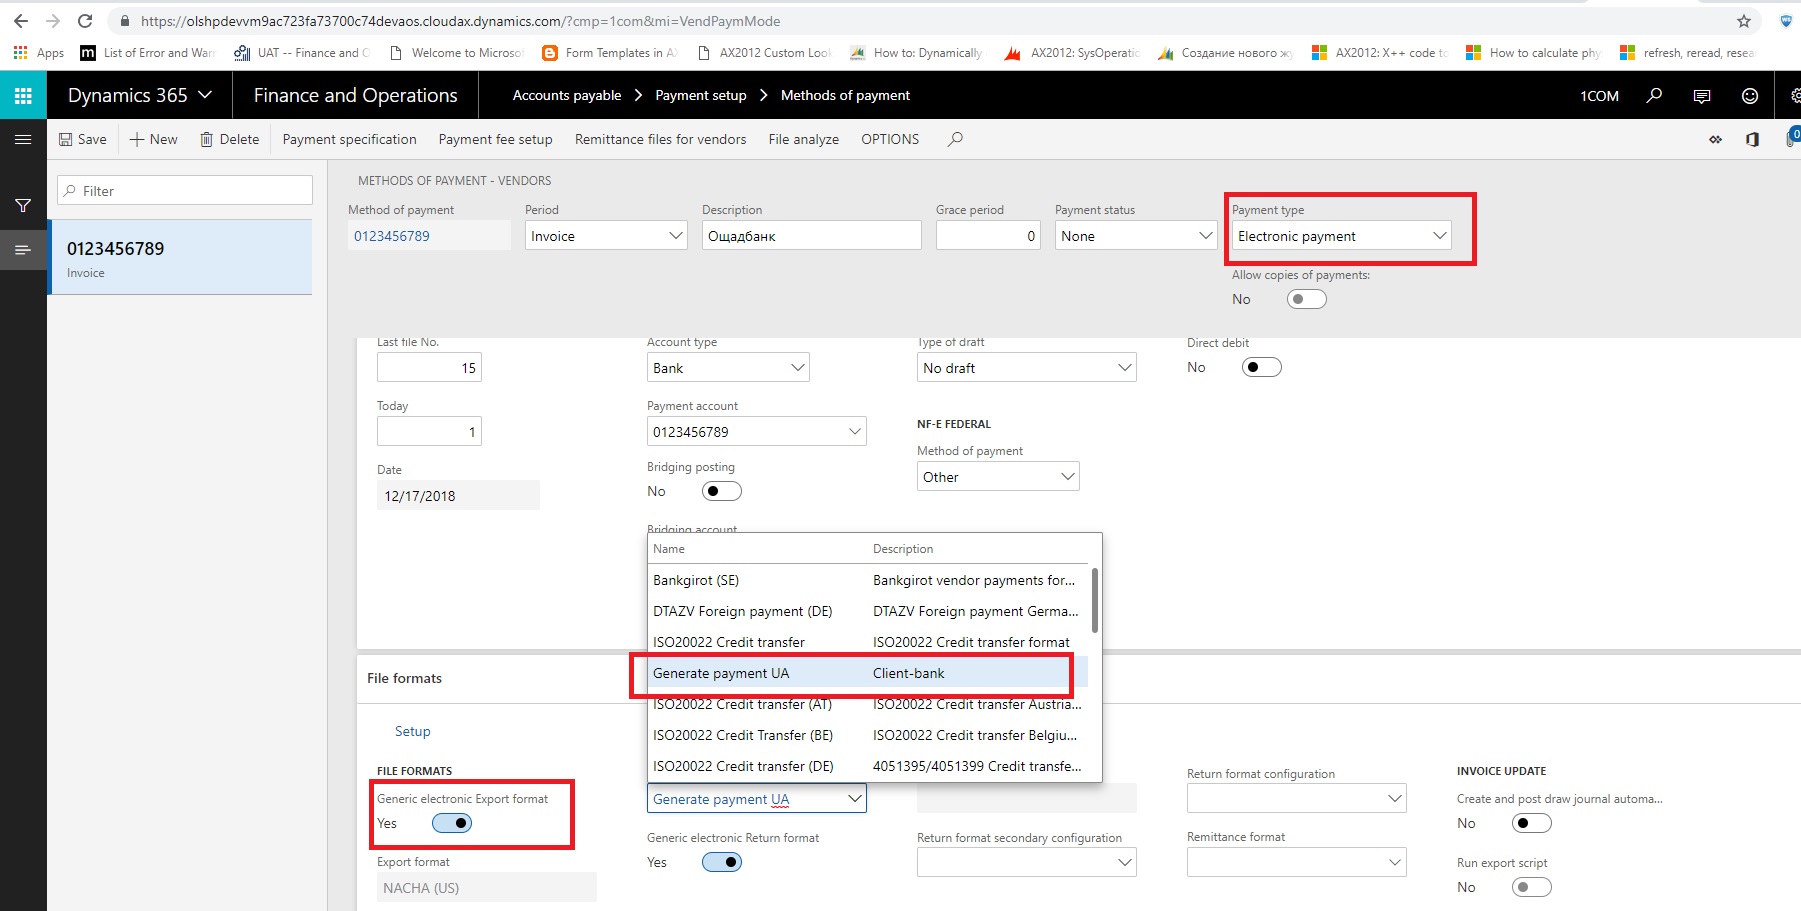 https://olshpdevvm9ac723fa73700c74devaos.cloudax.dynamics.com/?cmp=1com&mi=VendPaymMode
Apps
m List of Error and Warn
UAT -- Finance and O
Welcome to Microsof
Form Templates in AX
AX2012 Custom Look
How to: Dynamically
AX2012: SysOperatio
Создание нового жу
AX2012: X++ code to
How to calculate phy
refresh, reread, resea
Dynamics 365
Finance and Operations
Accounts payable > Payment setup > Methods of payment
1COM
Save
New
Delete
Payment specification
Payment fee setup
Remittance files for vendors
File analyze
OPTIONS
0
Filter
0123456789
Invoice
METHODS OF PAYMENT - VENDORS
Method of payment
0123456789
Period
Invoice
Description
Ощадбанк
Grace period
0
Payment status
None
Payment type
Electronic payment
Allow copies of payments:
No
Last file No.
15
Today
1
Date
12/17/2018
Account type
Bank
Payment account
0123456789
Bridging posting
No
Bridging account
Type of draft
No draft
NF-E FEDERAL
Method of payment
Other
Direct debit
No
Name Description
Bankgirot (SE) Bankgirot vendor payments for...
DTAZV Foreign payment (DE) DTAZV Foreign payment Germa...
ISO20022 Credit transfer ISO20022 Credit transfer format
Generate payment UA Client-bank
ISO20022 Credit transfer (AT) ISO20022 Credit transfer Austria...
ISO20022 Credit Transfer (BE) ISO20022 Credit transfer Belgiu...
ISO20022 Credit transfer (DE) 4051395/4051399 Credit transfe...
File formats
Setup
FILE FORMATS
Generic electronic Export format
Yes
Export format
NACHA (US)
Generate payment UA
Generic electronic Return format
Yes
Return format secondary configuration
Return format configuration
Remittance format
INVOICE UPDATE
Create and post draw journal automa...
No
Run export script
No